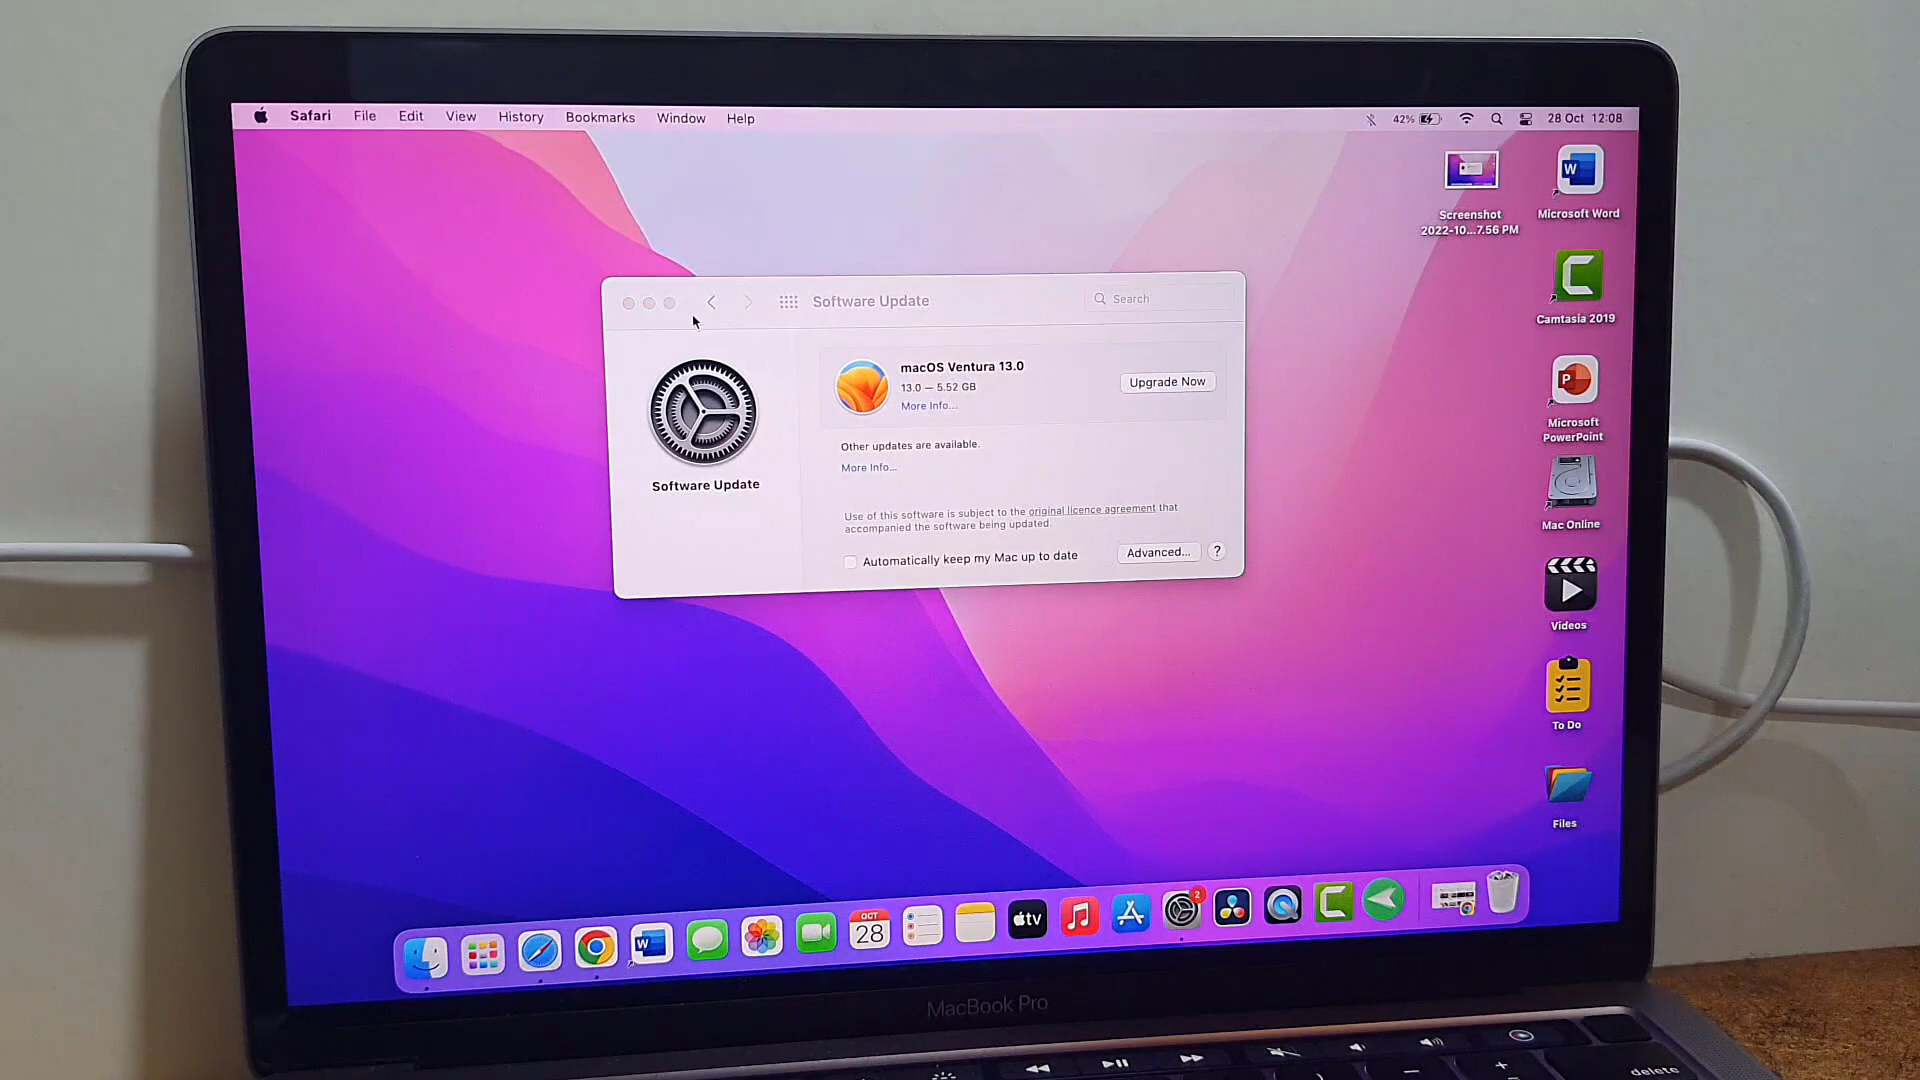 Safari File Edit View History Bookmarks Window Help 42% 28 Oct 12:08
Screenshot
2022-10...7.56 PM
Microsoft Word
Camtasia 2019
Microsoft
PowerPoint
Mac Online
Videos
To Do
Files
Software Update
Search
Software Update
macOS Ventura 13.0
13.0 — 5.52 GB
More Info...
Upgrade Now
Other updates are available.
More Info...
Use of this software is subject to the original licence agreement that
accompanied the software being updated.
Automatically keep my Mac up to date
Advanced...
?
W
OCT
28
tv
2
MacBook Pro
delete